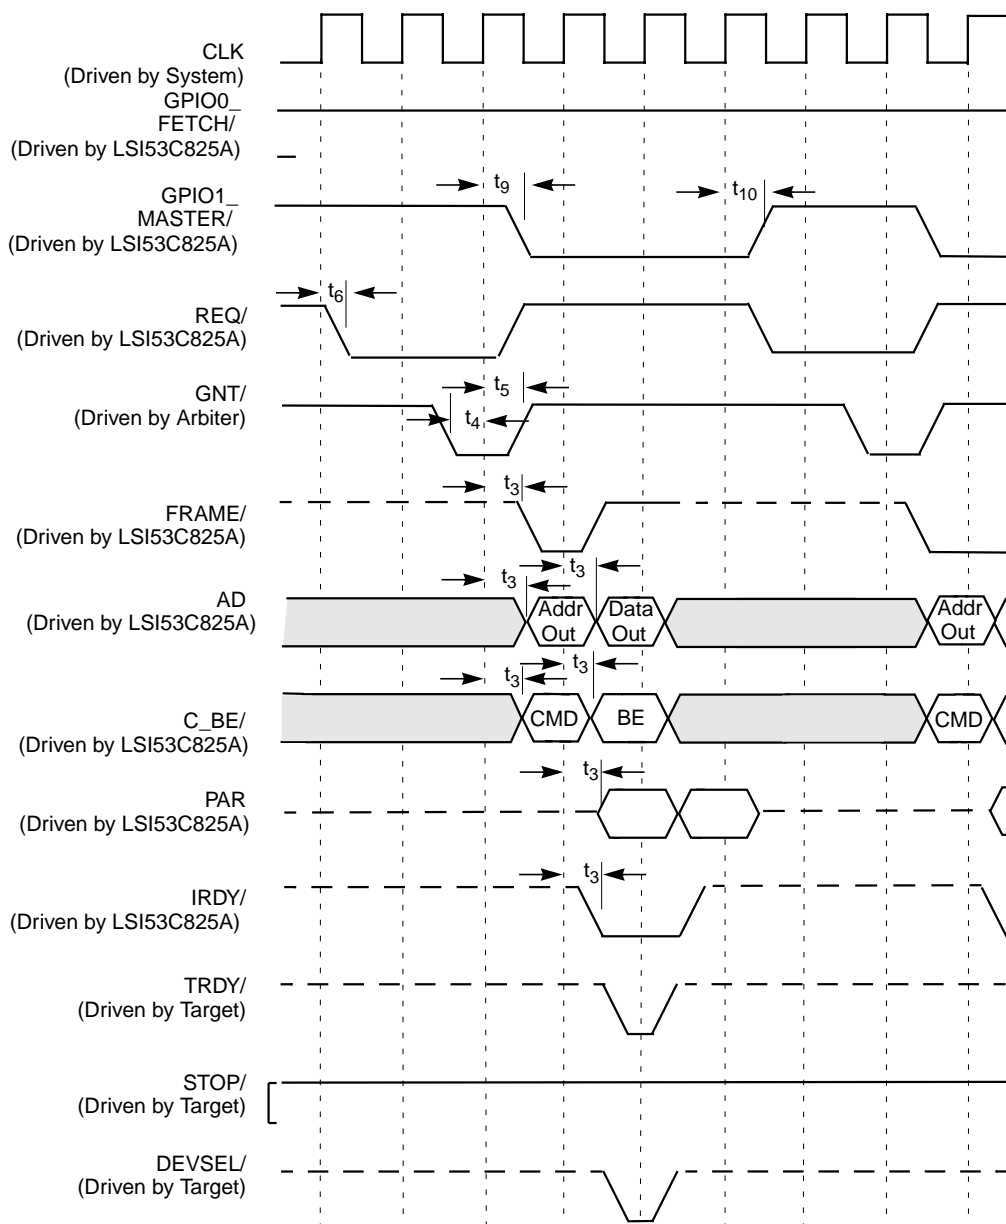 CLK
(Driven by System)
GPIO0_
FETCH/
(Driven by LSI53C825A)
t9
t10
GPIO1_
MASTER/
(Driven by LSI53C825A)
t6
REQ/
(Driven by LSI53C825A)
t5
GNT/
(Driven by Arbiter)
t4
t3
FRAME/
(Driven by LSI53C825A)
t3
t3
AD
(Driven by LSI53C825A)
Addr
Out
Data
Out
Addr
Out
t3
t3
C_BE/
(Driven by LSI53C825A)
CMD
BE
CMD
t3
PAR
(Driven by LSI53C825A)
t3
IRDY/
(Driven by LSI53C825A)
TRDY/
(Driven by Target)
STOP/
(Driven by Target)
DEVSEL/
(Driven by Target)